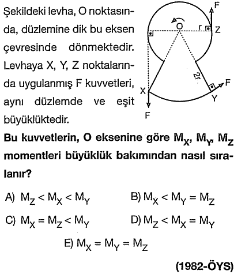 Şekildeki levha, O noktasın-
da, düzlemine dik bu eksen
çevresinde dönmektedir.
Levhaya X, Y, Z noktaların-
da uygulanmış F kuvvetleri,
aynı düzlemde ve eşit
büyüklüktedir.
O
r
Z
F
2r
X
Y
F
F
Bu kuvvetlerin, O eksenine göre Mx, My, Mz
momentleri büyüklük bakımından nasıl sıra-
lanır?
A) Mz < Mx < My
B) Mx < My = Mz
C) Mx = Mz < My
D) Mz < Mx = My
E) Mx = My = Mz
(1982-ÖYS)